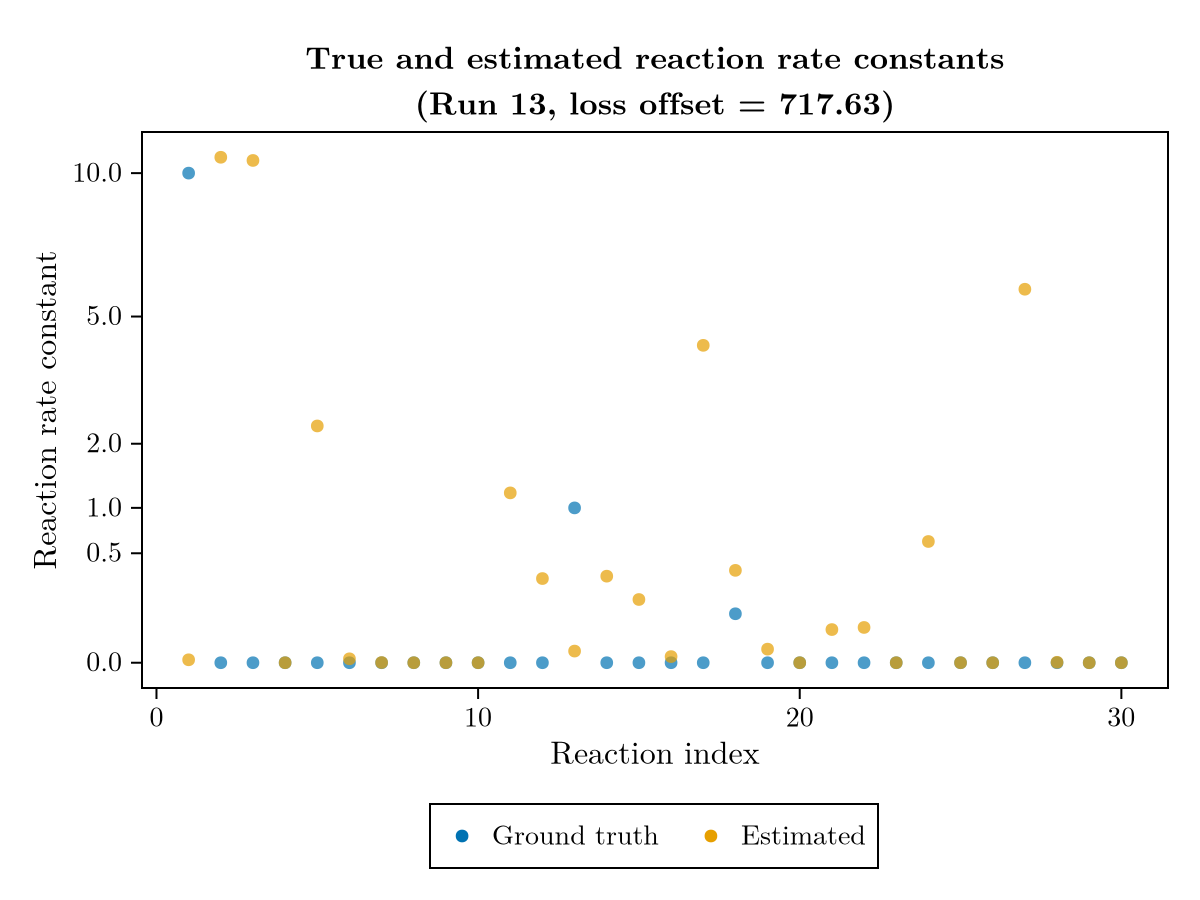 True and estimated reaction rate constants
(Run 13, loss offset = 717.63)
Reaction rate constant
10.0
5.0
2.0
1.0
0.5
0.0
0 10 20 30
Reaction index
Ground truth Estimated